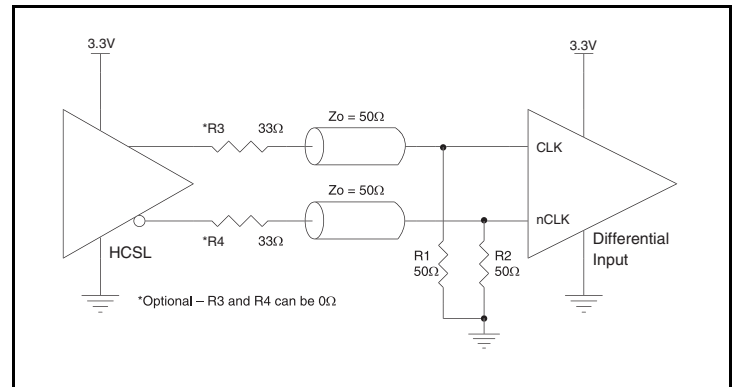 3.3V
3.3V
Zo = 50Ω
*R3 33Ω
CLK
Zo = 50Ω
nCLK
*R4 33Ω
HCSL
R1
50Ω
R2
50Ω
Differential
Input
*Optional – R3 and R4 can be 0Ω